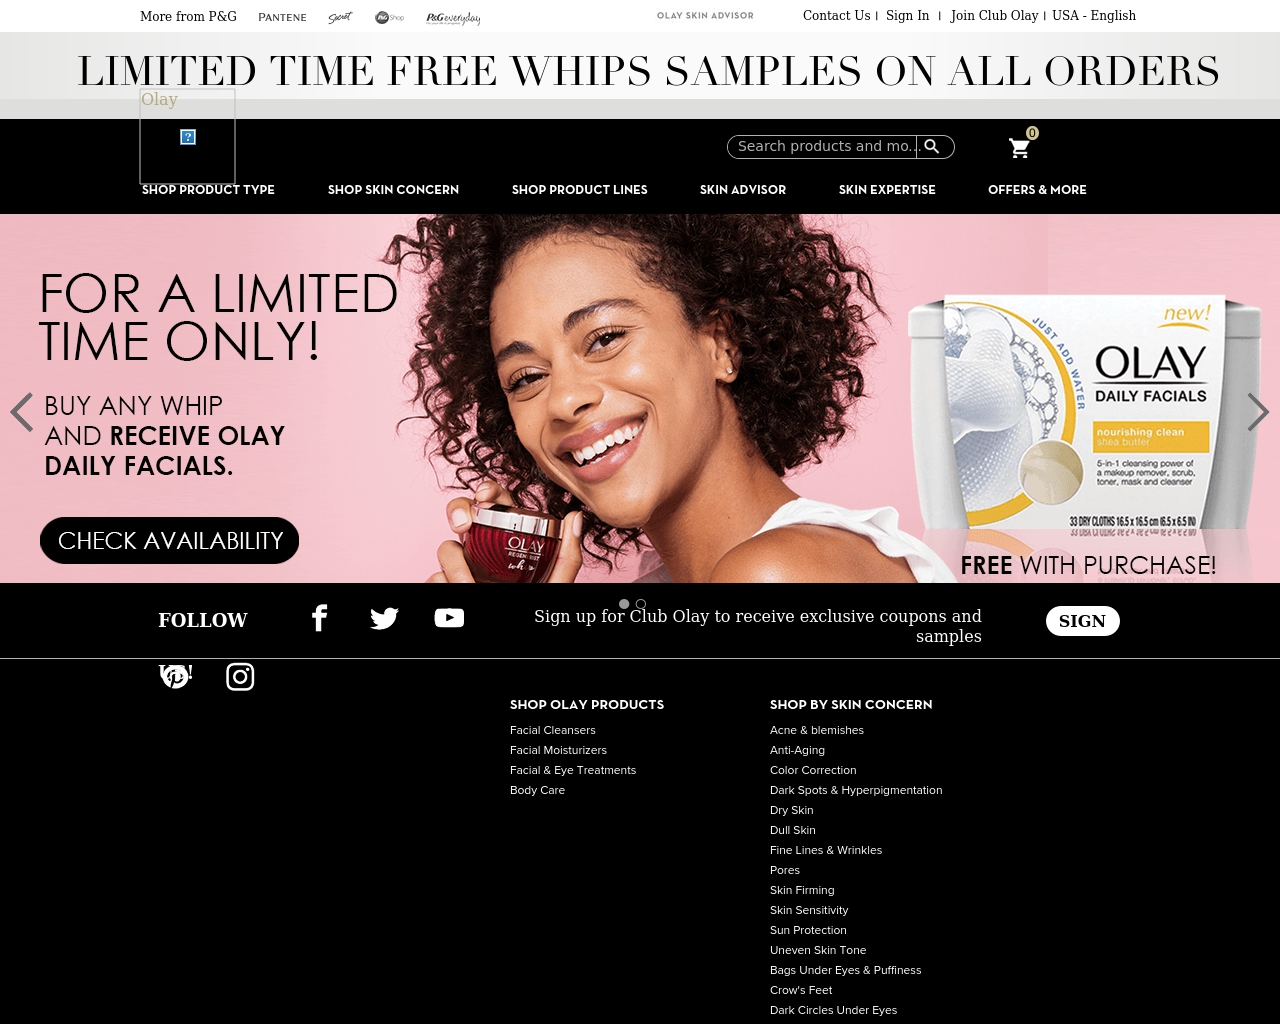 More from P&G
PANTENE
Secret
P&G Shop
P&G everyday
OLAY SKIN ADVISOR
Contact Us
Sign In
Join Club Olay
USA - English
LIMITED TIME FREE WHIPS SAMPLES ON ALL ORDERS
Olay
Search products and mo...
0
SHOP PRODUCT TYPE
SHOP SKIN CONCERN
SHOP PRODUCT LINES
SKIN ADVISOR
SKIN EXPERTISE
OFFERS & MORE
FOR A LIMITED
TIME ONLY!
BUY ANY WHIP
AND RECEIVE OLAY
DAILY FACIALS.
CHECK AVAILABILITY
OLAY
REGENERIST
whips
new!
JUST ADD WATER
OLAY
DAILY FACIALS
nourishing clean
shea butter
5-in-1 cleansing power of
a makeup remover, scrub,
toner, mask and cleanser
33 DRY CLOTHS 16.5 x 16.5 cm (6.5 x 6.5 IN)
FREE WITH PURCHASE!
FOLLOW
Sign up for Club Olay to receive exclusive coupons and
samples
SIGN
SHOP OLAY PRODUCTS
Facial Cleansers
Facial Moisturizers
Facial & Eye Treatments
Body Care
SHOP BY SKIN CONCERN
Acne & blemishes
Anti-Aging
Color Correction
Dark Spots & Hyperpigmentation
Dry Skin
Dull Skin
Fine Lines & Wrinkles
Pores
Skin Firming
Skin Sensitivity
Sun Protection
Uneven Skin Tone
Bags Under Eyes & Puffiness
Crow's Feet
Dark Circles Under Eyes